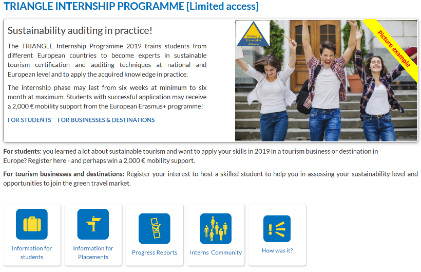 TRIANGLE INTERNSHIP PROGRAMME [Limited access]
Sustainability auditing in practice!
The TRIANGLE Internship Programme 2019 trains students from
different European countries to become experts in sustainable
tourism certification and auditing techniques at national and
European level and to apply the acquired knowledge in practice.
The internship phase may last from six weeks at minimum to six
month at maximum. Students with successful application may receive
a 2,000 € mobility support from the European Erasmus+ programme!
FOR STUDENTS FOR BUSINESSES & DESTINATIONS
Picture example
For students: you learned a lot about sustainable tourism and want to apply your skills in 2019 in a tourism business or destination in
Europe? Register here - and perhaps win a 2,000 € mobility support.
For tourism businesses and destinations: Register your interest to host a skilled student to help you in assessing your sustainability level and
opportunities to join the green travel market.
Information for
students
Information for
Placements
Progress Reports
Interns Community
How was it?